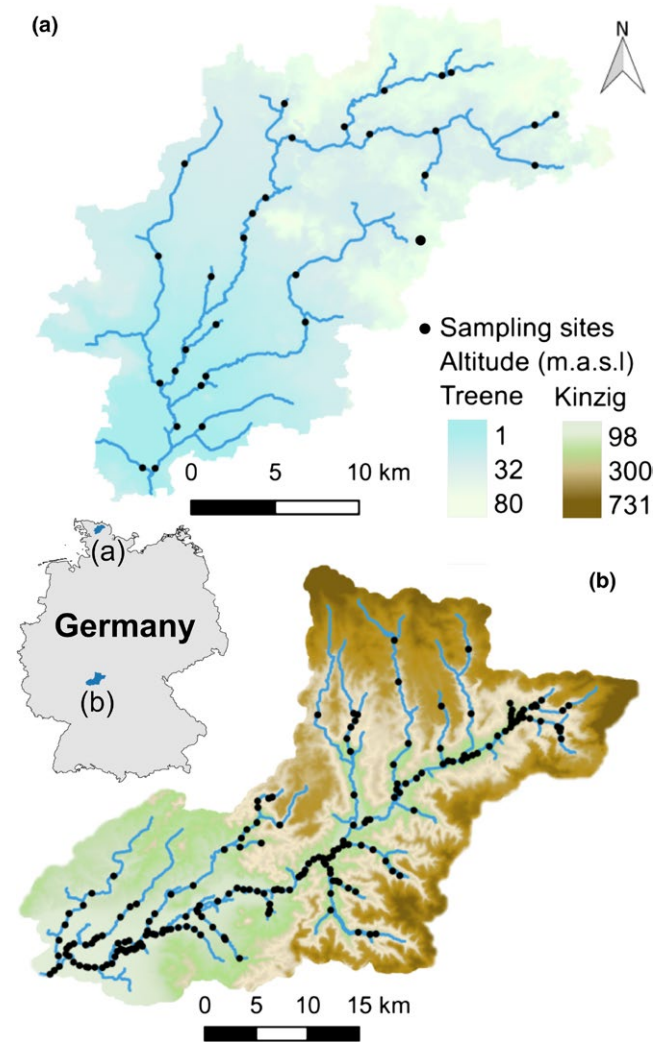 (a)
N
Sampling sites
Altitude (m.a.s.l)
Treene Kinzig
1 98
32 300
80 731
0 5 10 km
(a)
Germany
(b)
(b)
0 5 10 15 km